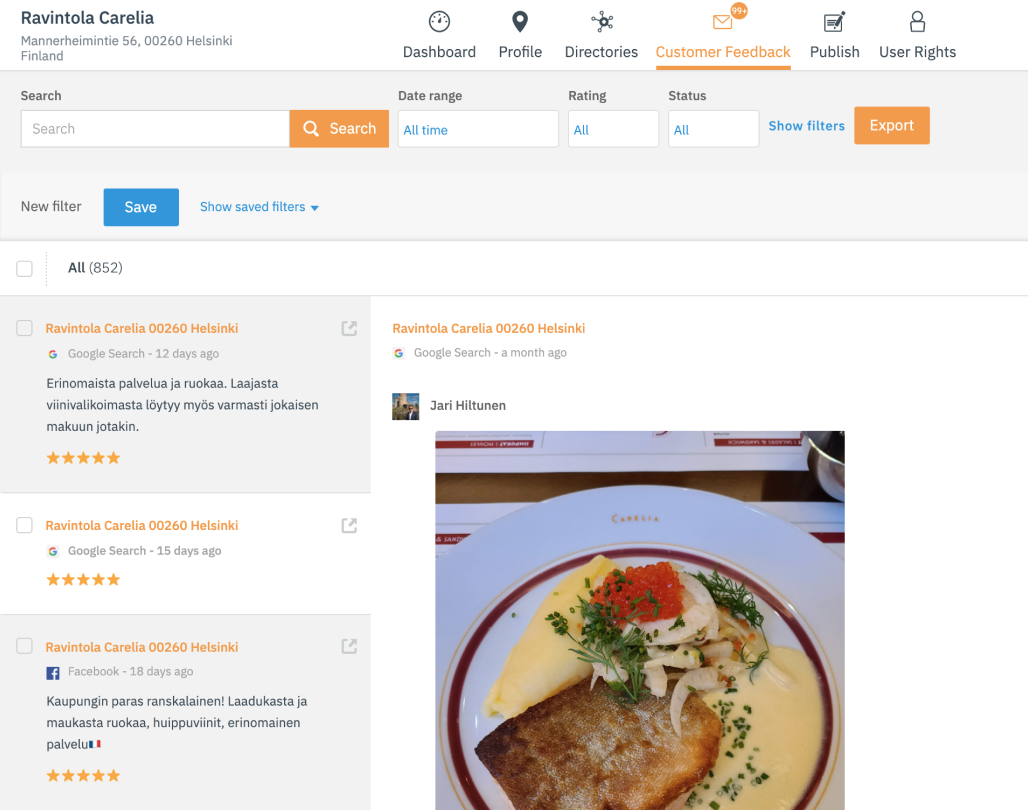 Ravintola Carelia
Mannerheimintie 56, 00260 Helsinki
Finland
99+
Dashboard
Profile
Directories
Customer Feedback
Publish
User Rights
Search
Date range
Rating
Status
Search
Search
All time
All
All
Show filters
Export
New filter
Save
Show saved filters
All (852)
Ravintola Carelia 00260 Helsinki
Google Search - 12 days ago
Erinomaista palvelua ja ruokaa. Laajasta
viinivalikoimasta löytyy myös varmasti jokaisen
makuun jotakin.
Ravintola Carelia 00260 Helsinki
Google Search - 15 days ago
Ravintola Carelia 00260 Helsinki
Facebook - 18 days ago
Kaupungin paras ranskalainen! Laadukasta ja
maukasta ruokaa, huippuviinit, erinomainen
palvelu🇫🇷
Ravintola Carelia 00260 Helsinki
Google Search - a month ago
Jari Hiltunen
CARELIA